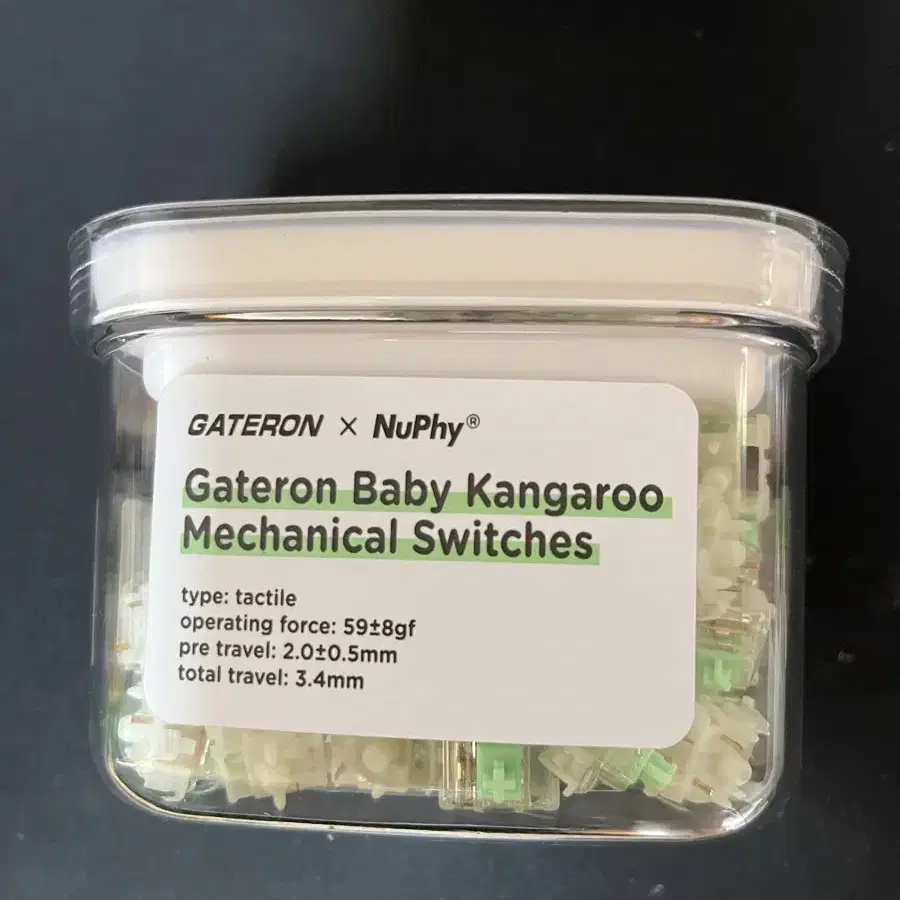 GATERON × NuPhy®
Gateron Baby Kangaroo
Mechanical Switches
type: tactile
operating force: 59±8gf
pre travel: 2.0±0.5mm
total travel: 3.4mm